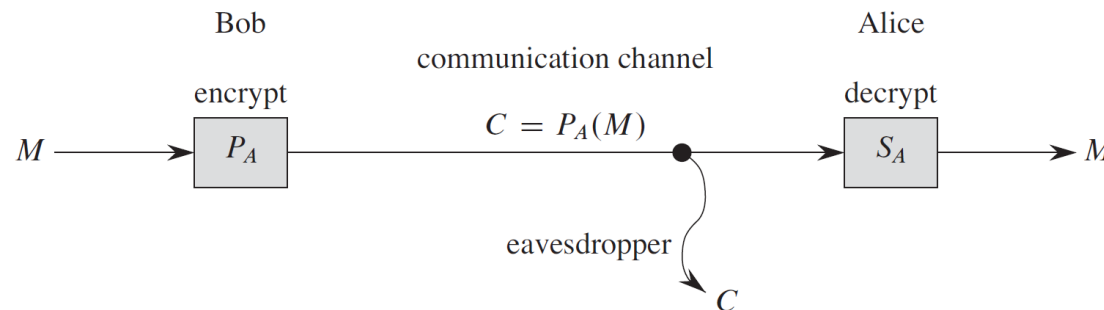 Bob
Alice
communication channel
encrypt
decrypt
C = P_A(M)
M
P_A
S_A
M
eavesdropper
C